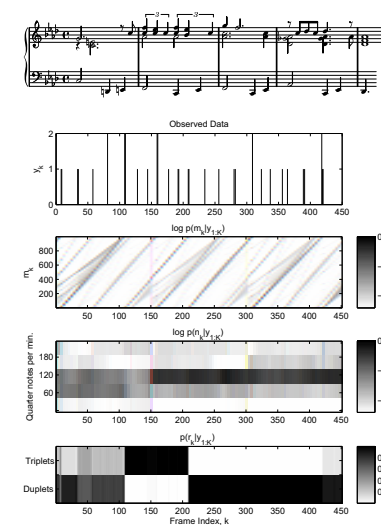 3 3
Observed Data
y_k
2
1
0
0 50 100 150 200 250 300 350 400 450
log p(m_k|y_1:K)
m_k
800
600
400
200
50 100 150 200 250 300 350 400 450
0
log p(n_k|y_1:K)
Quarter notes per min.
180
120
60
50 100 150 200 250 300 350 400 450
0
p(r_k|y_1:K)
Triplets
Duplets
50 100 150 200 250 300 350 400 450
Frame Index, k